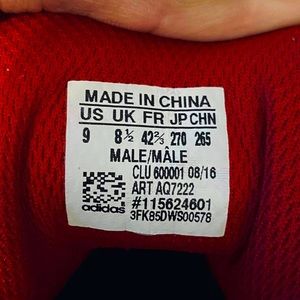 MADE IN CHINA
US UK FR JP CHN
9 8½ 42⅔ 270 265
MALE/MÂLE
CLU 600001 08/16
ART AQ7222
#115624601
3FK85DWS00578
adidas